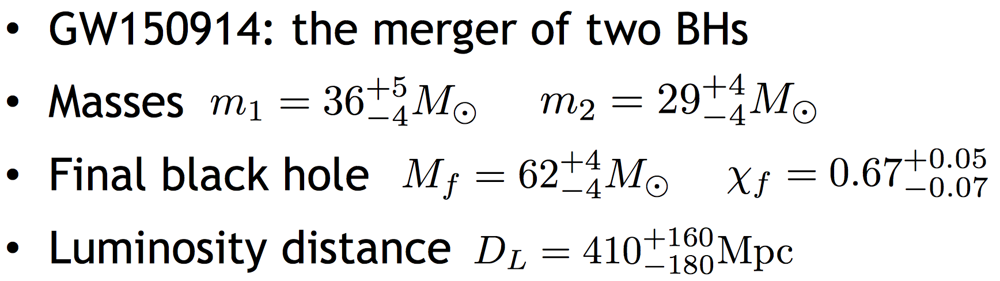 • GW150914: the merger of two BHs
• Masses $m_1 = 36^{+5}_{-4} M_\odot$ $m_2 = 29^{+4}_{-4} M_\odot$
• Final black hole $M_f = 62^{+4}_{-4} M_\odot$ $\chi_f = 0.67^{+0.05}_{-0.07}$
• Luminosity distance $D_L = 410^{+160}_{-180} \mathrm{Mpc}$